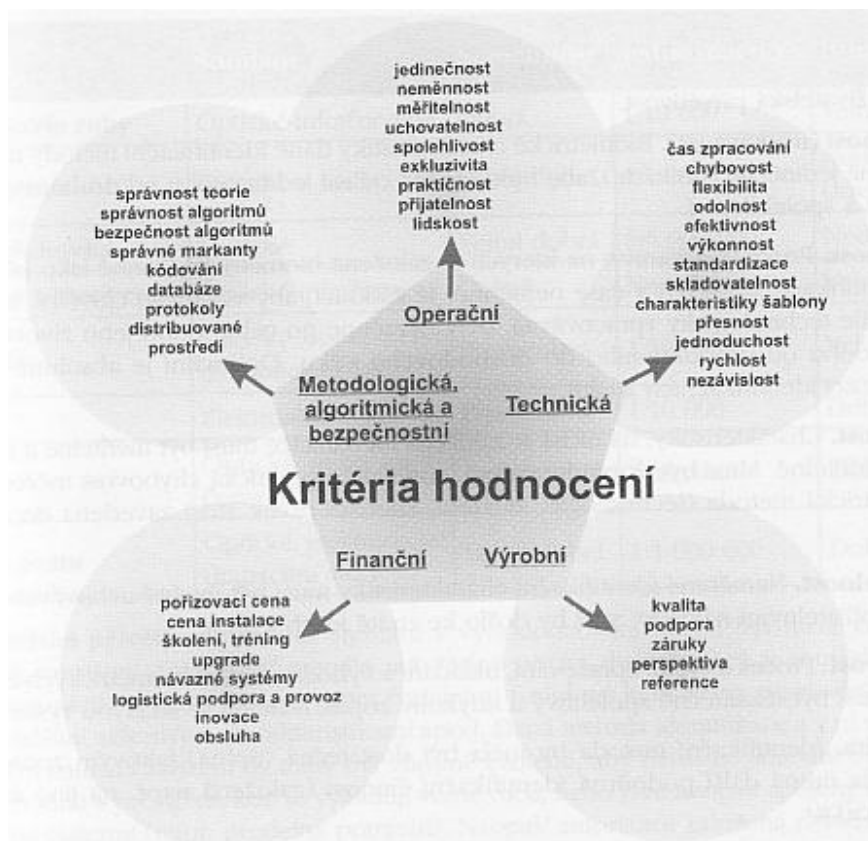 jedinečnost
neměnnost
měřitelnost
uchovatelnost
spolehlivost
exkluzivita
praktičnost
přijatelnost
lidskost
Operační
správnost teorie
správnost algoritmů
bezpečnost algoritmů
správné markanty
kódování
databáze
protokoly
distribuované
prostředí
Metodologická,
algoritmická a
bezpečnostní
čas zpracování
chybovost
flexibilita
odolnost
efektivnost
výkonnost
standardizace
skladovatelnost
charakteristiky šablony
přesnost
jednoduchost
rychlost
nezávislost
Technická
Kritéria hodnocení
Finanční
pořizovací cena
cena instalace
školení, tréning
upgrade
návazné systémy
logistická podpora a provoz
inovace
obsluha
Výrobní
kvalita
podpora
záruky
perspektiva
reference